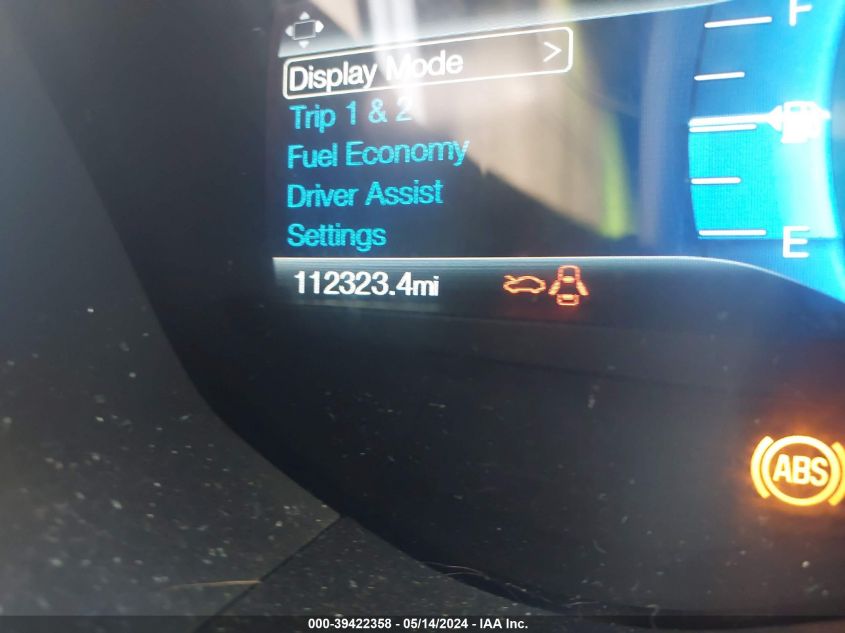 F
Display Mode >
Trip 1 & 2
Fuel Economy
Driver Assist
Settings
E
112323.4mi
ABS
000-39422358 - 05/14/2024 - IAA Inc.